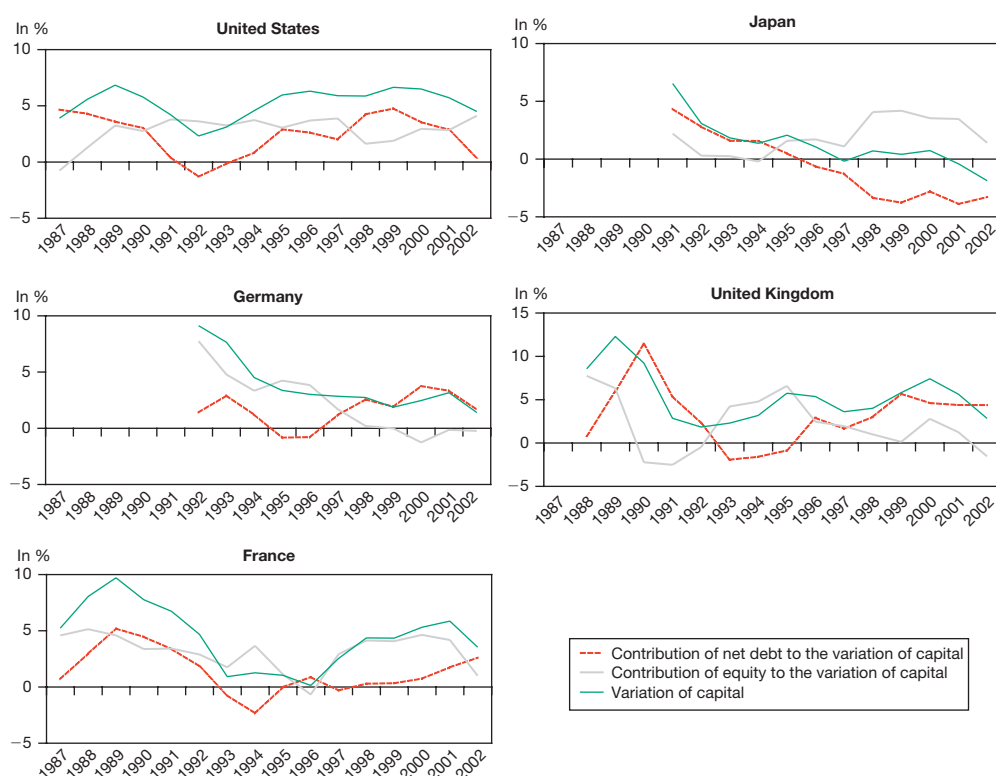 United States
In %
10
5
0
−5
1987 1988 1989 1990 1991 1992 1993 1994 1995 1996 1997 1998 1999 2000 2001 2002
Japan
In %
10
5
0
−5
1987 1988 1989 1990 1991 1992 1993 1994 1995 1996 1997 1998 1999 2000 2001 2002
Germany
In %
10
5
0
−5
1987 1988 1989 1990 1991 1992 1993 1994 1995 1996 1997 1998 1999 2000 2001 2002
United Kingdom
In %
15
10
5
0
−5
1987 1988 1989 1990 1991 1992 1993 1994 1995 1996 1997 1998 1999 2000 2001 2002
France
In %
10
5
0
−5
1987 1988 1989 1990 1991 1992 1993 1994 1995 1996 1997 1998 1999 2000 2001 2002
Contribution of net debt to the variation of capital
Contribution of equity to the variation of capital
Variation of capital